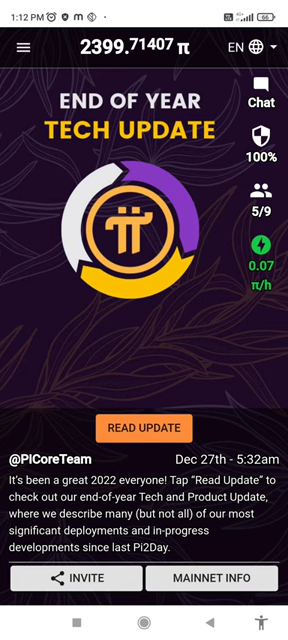 1:12 PM
66
2399.71407 π
EN
END OF YEAR
TECH UPDATE
Chat
100%
5/9
0.07
π/h
READ UPDATE
@PiCoreTeam
Dec 27th - 5:32am
It's been a great 2022 everyone! Tap “Read Update” to
check out our end-of-year Tech and Product Update,
where we describe many (but not all) of our most
significant deployments and in-progress
developments since last Pi2Day.
INVITE
MAINNET INFO